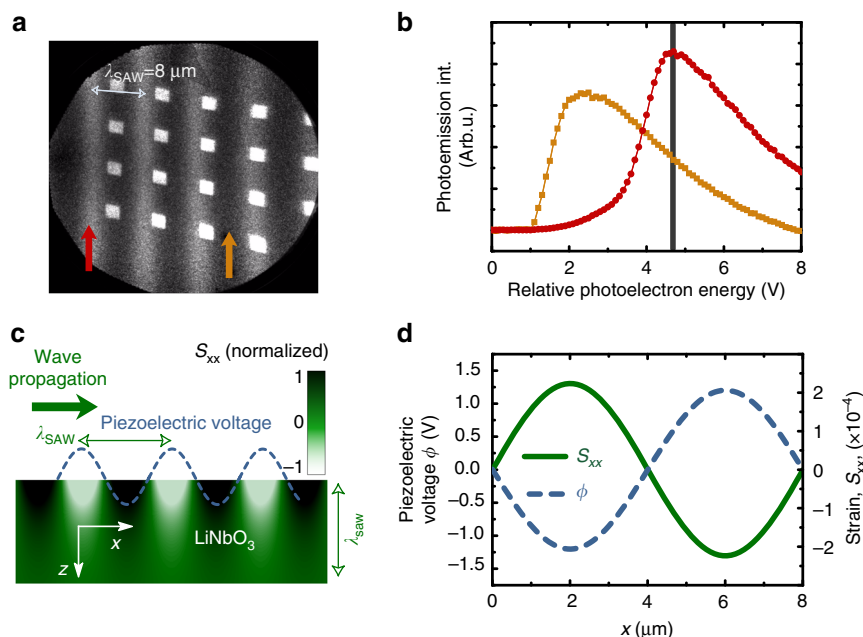 a
λSAW=8 μm
b
Photoemission int.
(Arb.u.)
0
2
4
6
8
Relative photoelectron energy (V)
c
Wave
propagation
Sxx (normalized)
1
0
−1
Piezoelectric voltage
λSAW
LiNbO3
x
z
λsaw
d
Piezoelectric
voltage ϕ (V)
1.5
1.0
0.5
0.0
−0.5
−1.0
−1.5
Sxx
ϕ
2
1
0
−1
−2
Strain, Sxx, (×10−4)
0
2
4
6
8
x (μm)